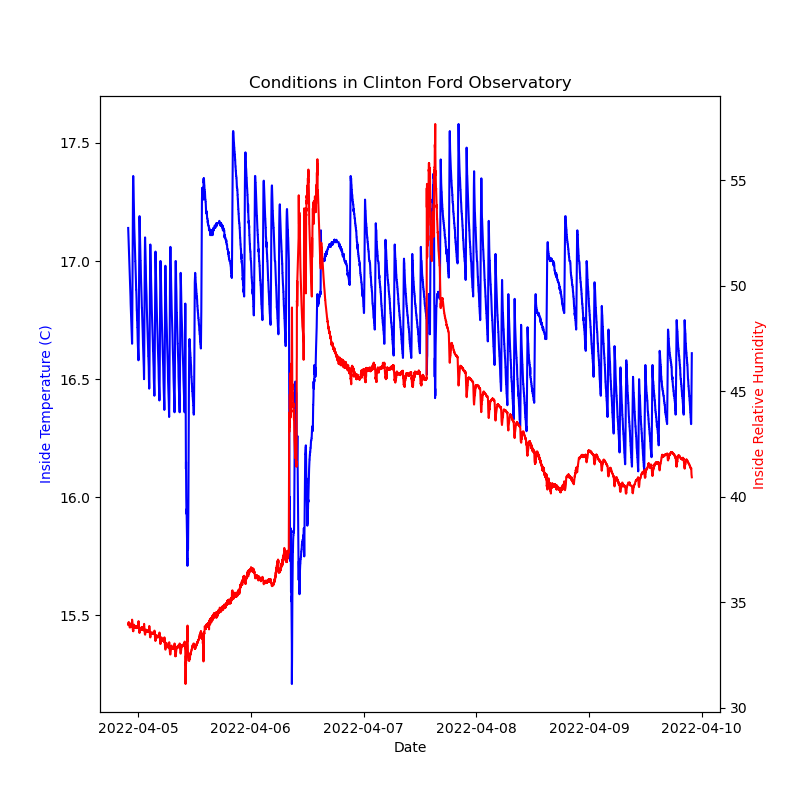 Conditions in Clinton Ford Observatory
Inside Temperature (C)
17.5
17.0
16.5
16.0
15.5
55
50
45
40
35
30
Inside Relative Humidity
2022-04-05 2022-04-06 2022-04-07 2022-04-08 2022-04-09 2022-04-10
Date